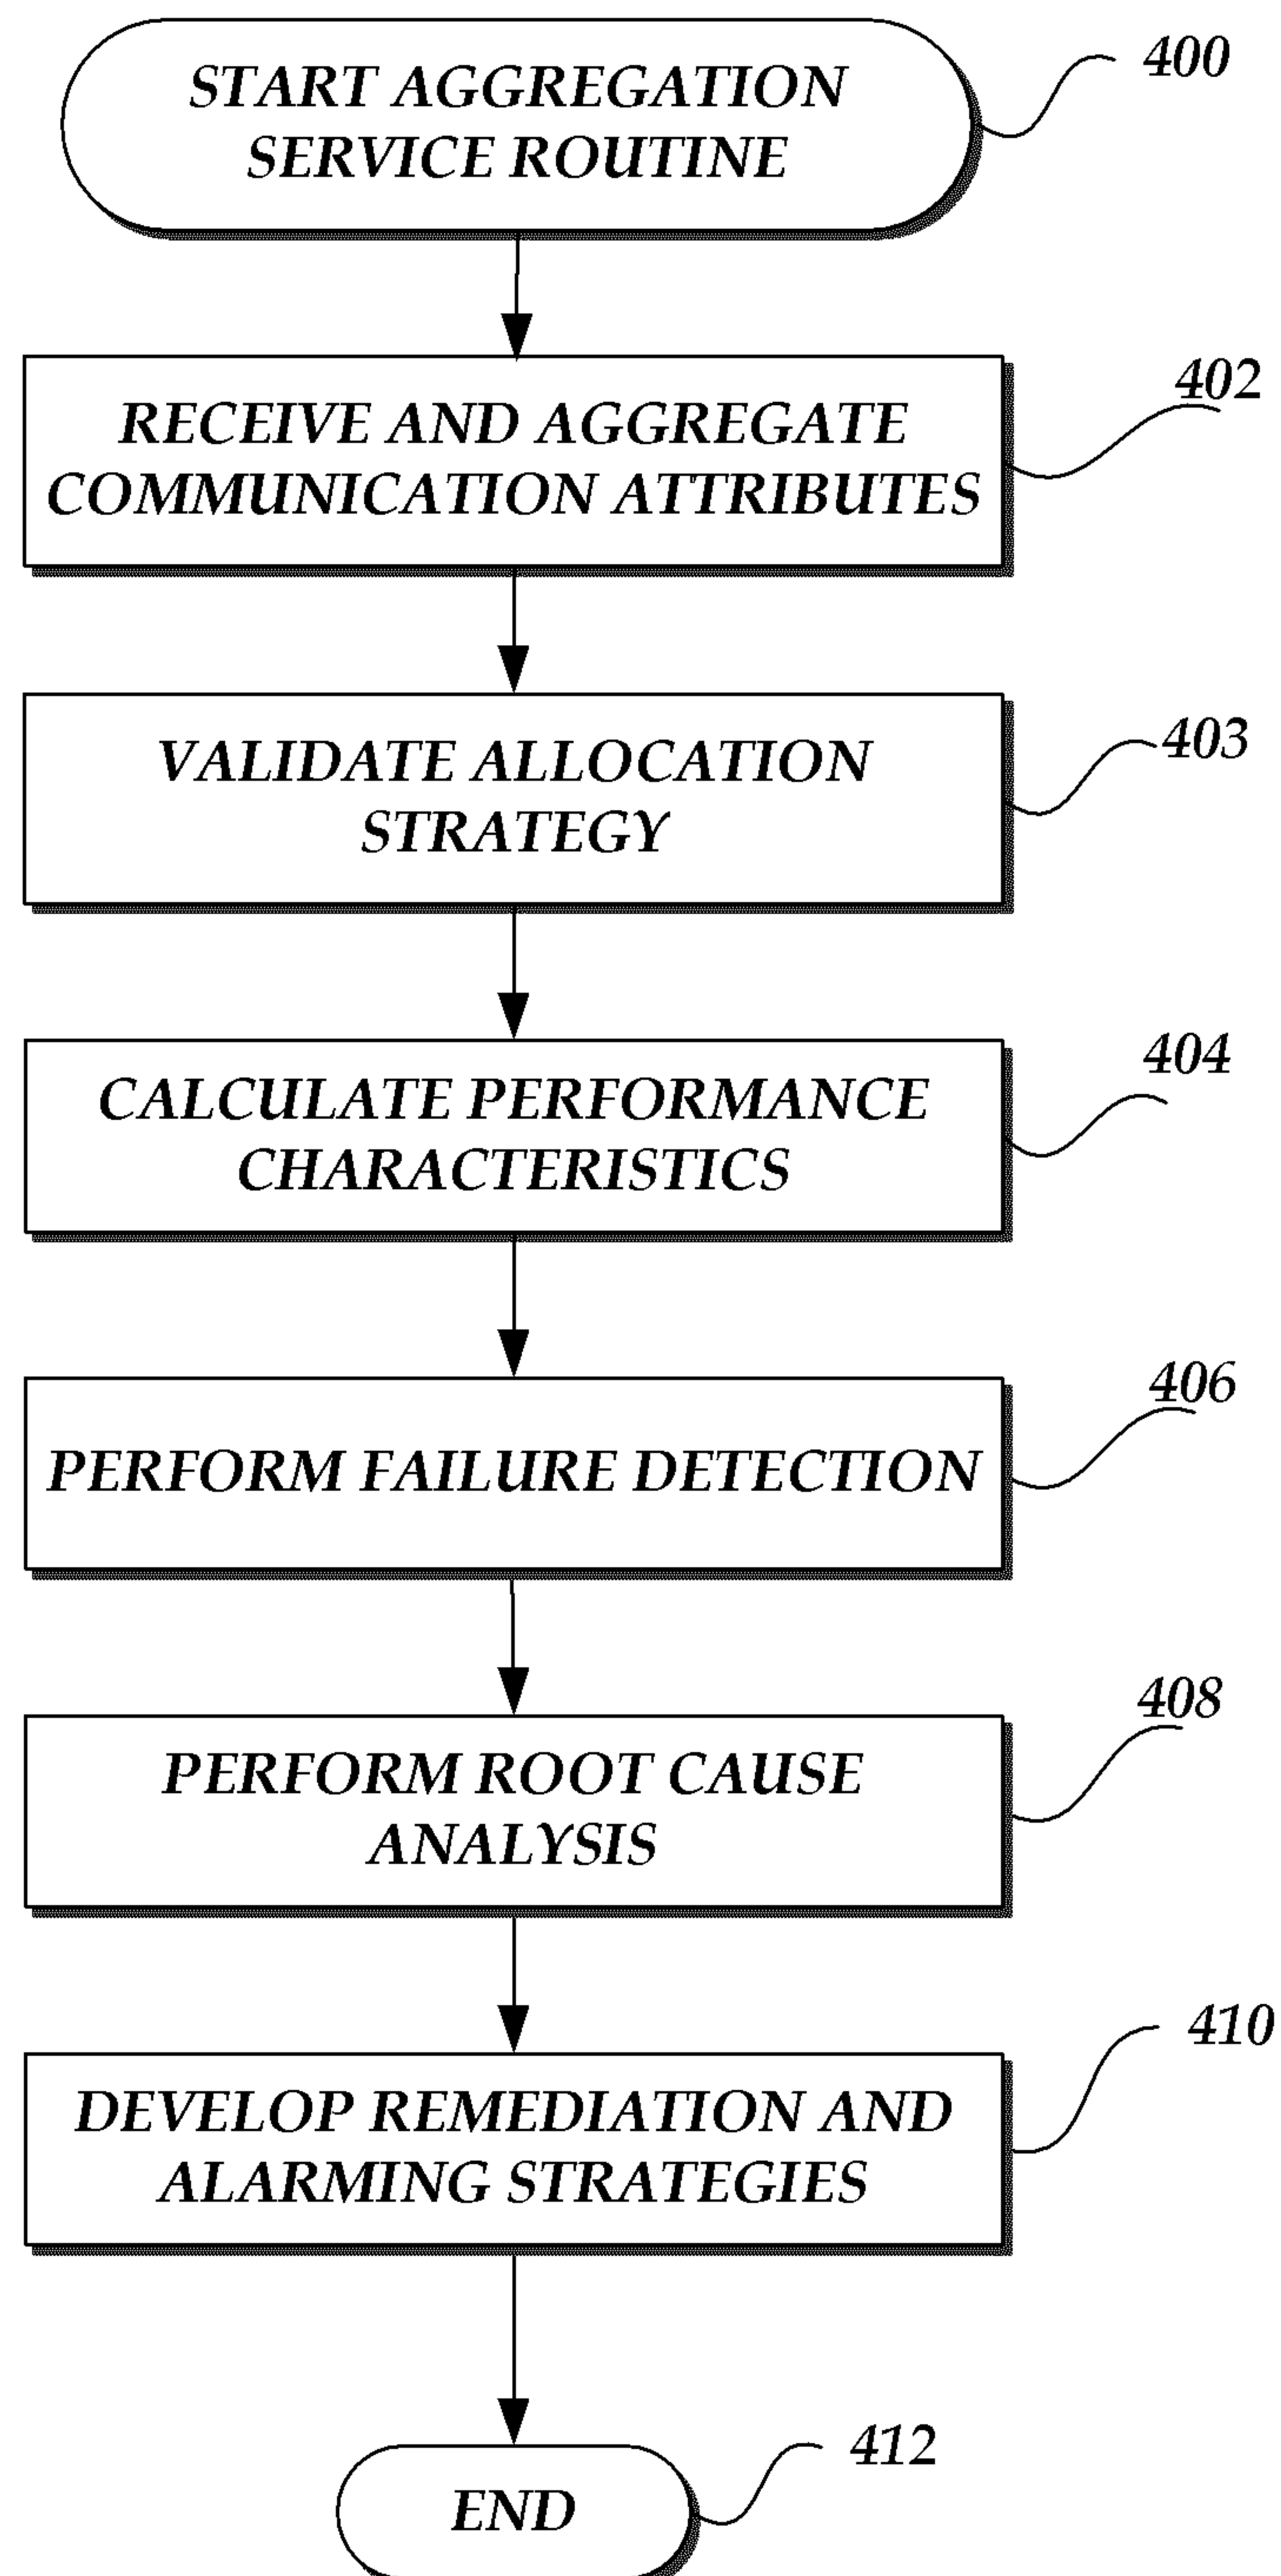 START AGGREGATION
SERVICE ROUTINE
400
RECEIVE AND AGGREGATE
COMMUNICATION ATTRIBUTES
402
VALIDATE ALLOCATION
STRATEGY
403
CALCULATE PERFORMANCE
CHARACTERISTICS
404
PERFORM FAILURE DETECTION
406
PERFORM ROOT CAUSE
ANALYSIS
408
DEVELOP REMEDIATION AND
ALARMING STRATEGIES
410
END
412